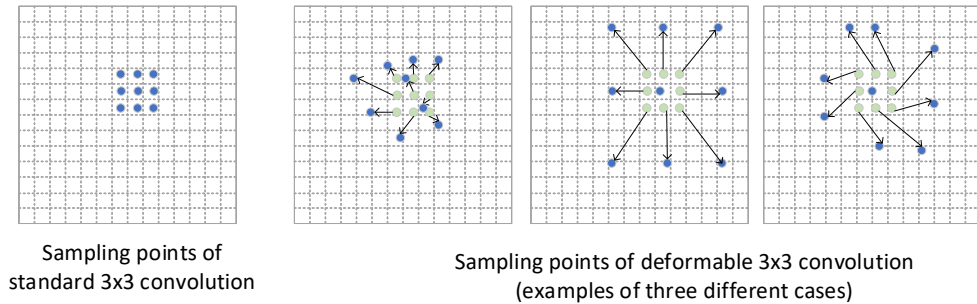 Sampling points of
standard 3x3 convolution
Sampling points of deformable 3x3 convolution
(examples of three different cases)